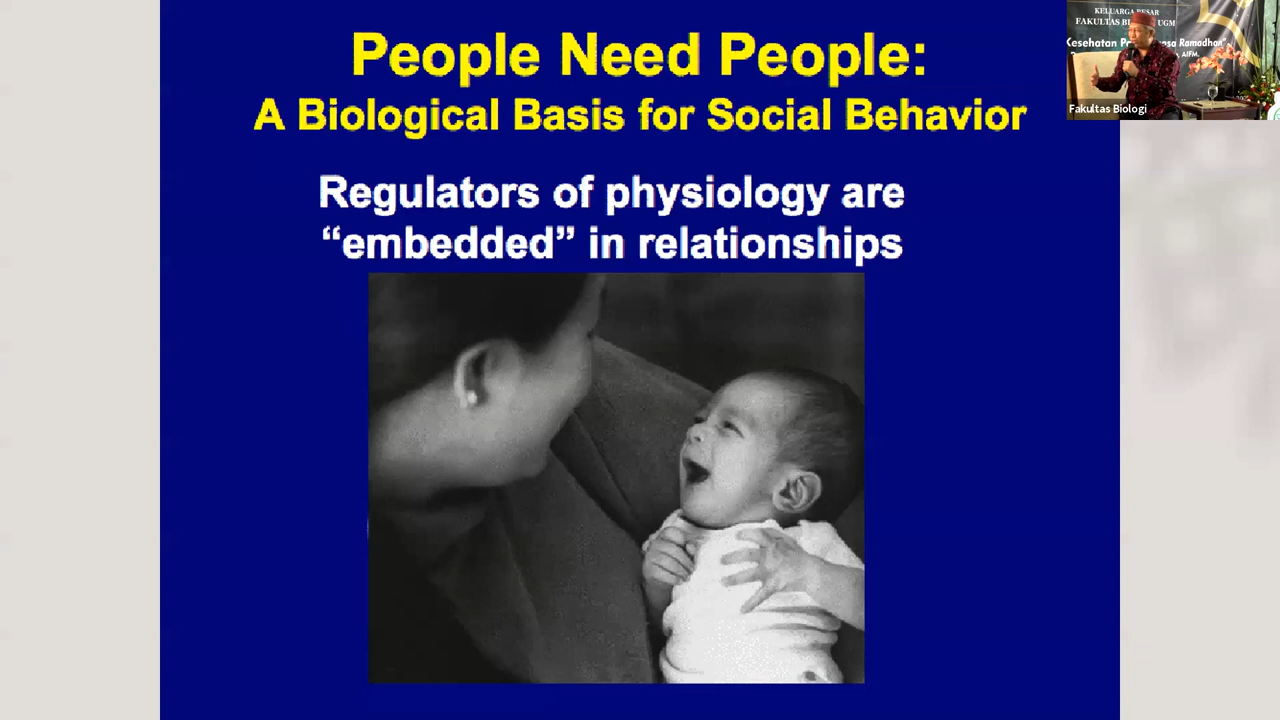 People Need People:
A Biological Basis for Social Behavior
Regulators of physiology are
“embedded” in relationships
KELUARGA BESAR
FAKULTAS UGM
Kesehatan Ramadhan"
AIFM.
Fakultas Biologi